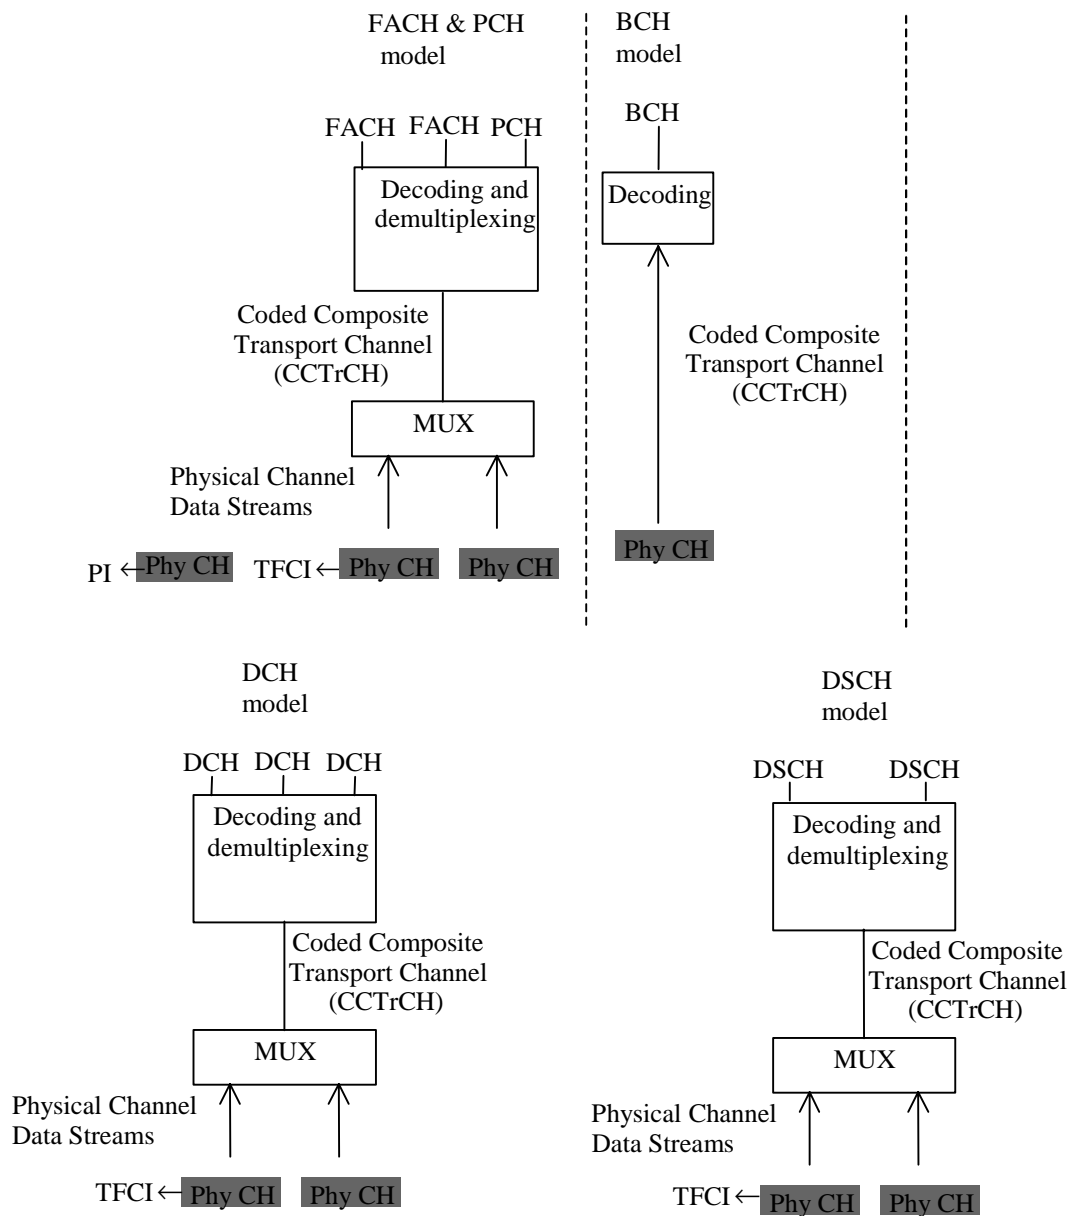 FACH & PCH
model
BCH
model
FACH FACH PCH
BCH
Decoding and
demultiplexing
Decoding
Coded Composite
Transport Channel
(CCTrCH)
Coded Composite
Transport Channel
(CCTrCH)
MUX
Physical Channel
Data Streams
PI Phy CH TFCI Phy CH Phy CH
Phy CH
DCH
model
DSCH
model
DCH DCH DCH
DSCH DSCH
Decoding and
demultiplexing
Decoding and
demultiplexing
Coded Composite
Transport Channel
(CCTrCH)
Coded Composite
Transport Channel
(CCTrCH)
MUX
MUX
Physical Channel
Data Streams
Physical Channel
Data Streams
TFCI Phy CH Phy CH
TFCI Phy CH Phy CH